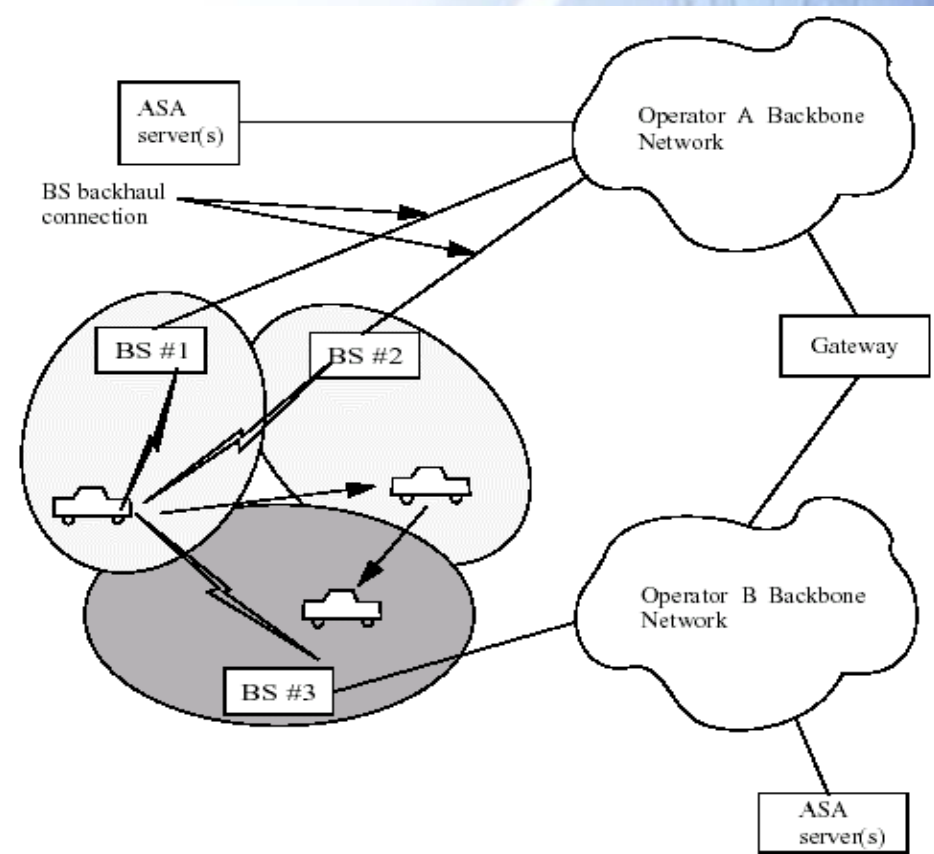 ASA
server(s)
Operator A Backbone
Network
BS backhaul
connection
BS #1
BS #2
Gateway
Operator B Backbone
Network
BS #3
ASA
server(s)